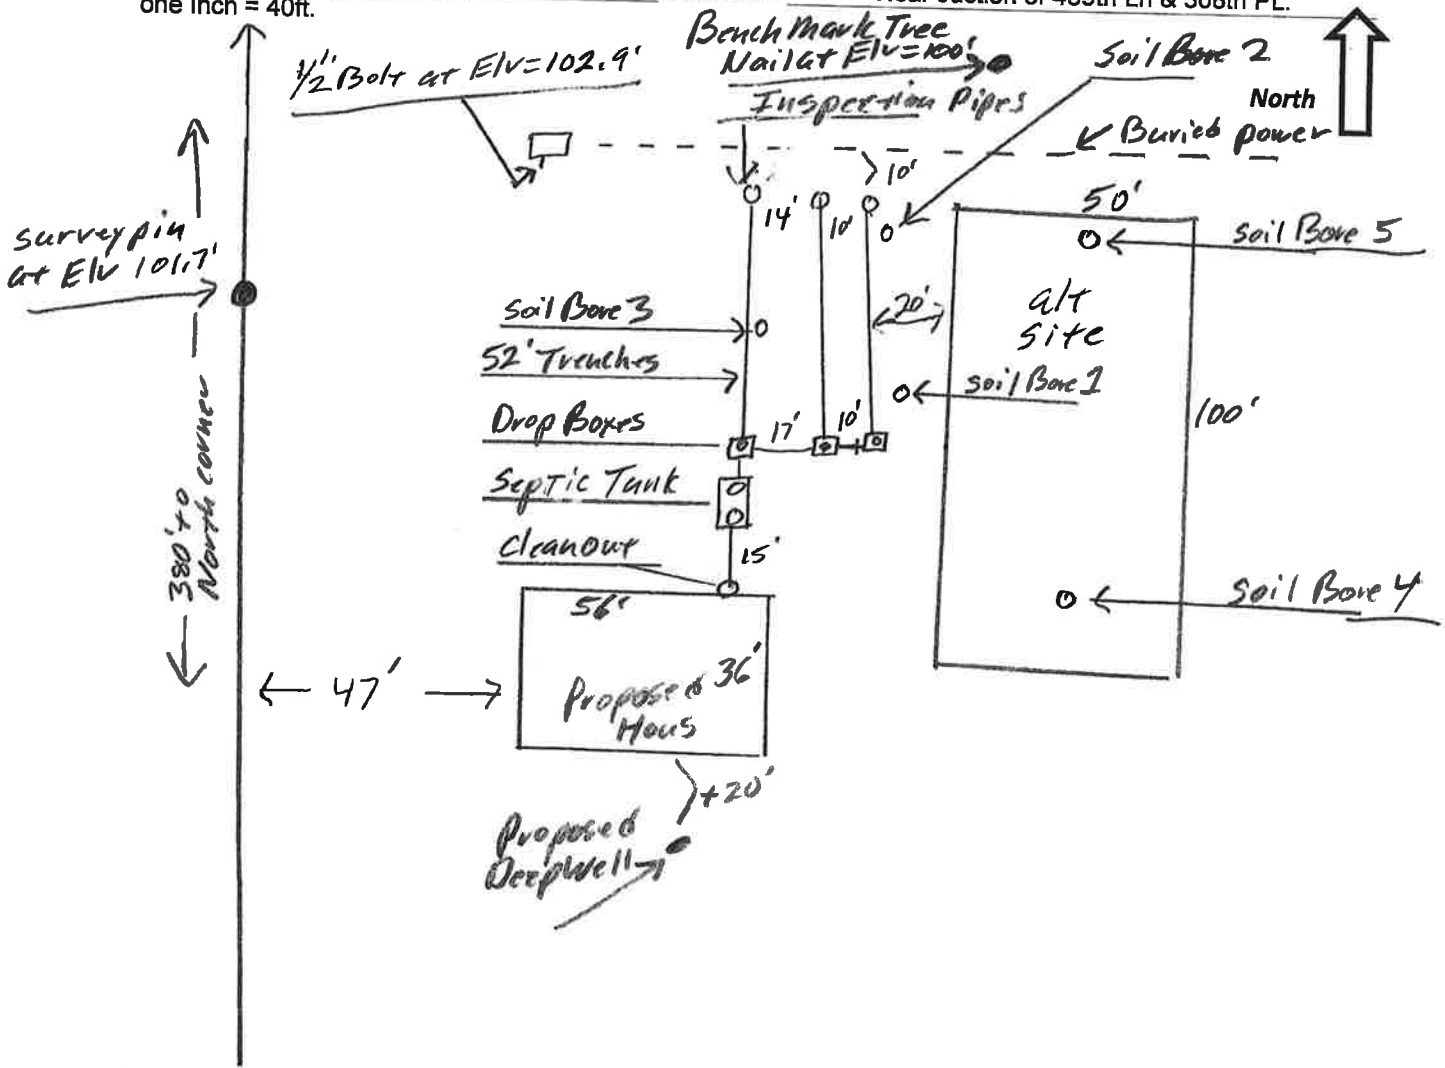 one inch = 40ft.
Near Juction of 485th Ln & 308th PL.
Bench Mark Tree
Nail at Elv=100'
1/2" Bolt at Elv=102.9'
Soil Bore 2
Inspection Pipes
North
Buried power
10'
14'
10'
50'
survey pin
at Elv 101.7'
soil Bore 5
alt
site
20'
soil Bore 3
52' Trenches
soil Bore 1
Drop Boxes
17'
10'
100'
Septic Tank
380' to
North corner
cleanout
15'
56'
soil Bore 4
47'
36'
Proposed
Hous
+20'
Proposed
Deepwell